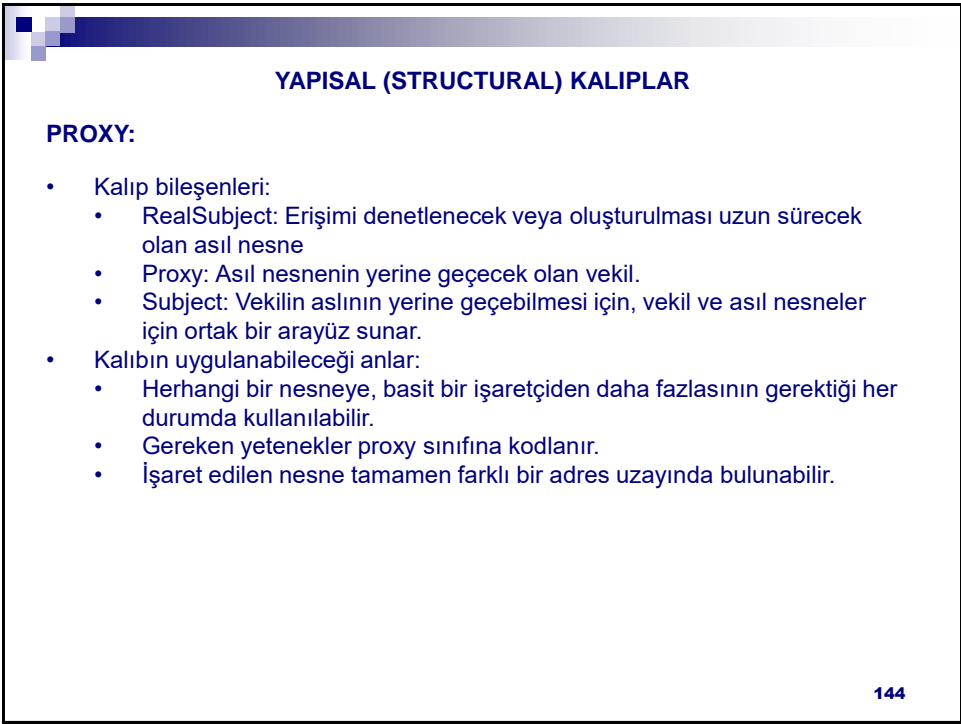 YAPISAL (STRUCTURAL) KALIPLAR
PROXY:
• Kalıp bileşenleri:
• RealSubject: Erişimi denetlenecek veya oluşturulması uzun sürecek
olan asıl nesne
• Proxy: Asıl nesnenin yerine geçecek olan vekil.
• Subject: Vekilin aslının yerine geçebilmesi için, vekil ve asıl nesneler
için ortak bir arayüz sunar.
• Kalıbın uygulanabileceği anlar:
• Herhangi bir nesneye, basit bir işaretçiden daha fazlasının gerektiği her
durumda kullanılabilir.
• Gereken yetenekler proxy sınıfına kodlanır.
• İşaret edilen nesne tamamen farklı bir adres uzayında bulunabilir.
144